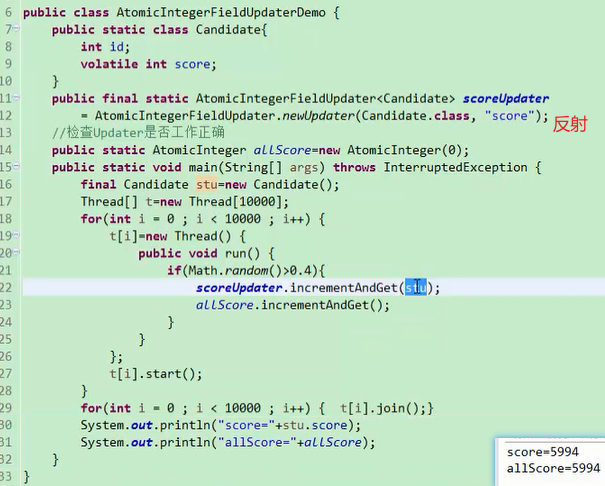 6 public class AtomicIntegerFieldUpdaterDemo {
7 public static class Candidate{
8 int id;
9 volatile int score;
10 }
11 public final static AtomicIntegerFieldUpdater<Candidate> scoreUpdater
12 = AtomicIntegerFieldUpdater.newUpdater(Candidate.class, "score"); 反射
13 //检查Updater是否工作正确
14 public static AtomicInteger allScore=new AtomicInteger(0);
15 public static void main(String[] args) throws InterruptedException {
16 final Candidate stu=new Candidate();
17 Thread[] t=new Thread[10000];
18 for(int i = 0 ; i < 10000 ; i++) {
19 t[i]=new Thread() {
20 public void run() {
21 if(Math.random()>0.4){
22 scoreUpdater.incrementAndGet(stu);
23 allScore.incrementAndGet();
24 }
25 }
26 };
27 t[i].start();
28 }
29 for(int i = 0 ; i < 10000 ; i++) { t[i].join();}
30 System.out.println("score="+stu.score);
31 System.out.println("allScore="+allScore);
32 }
33 }
score=5994
allScore=5994